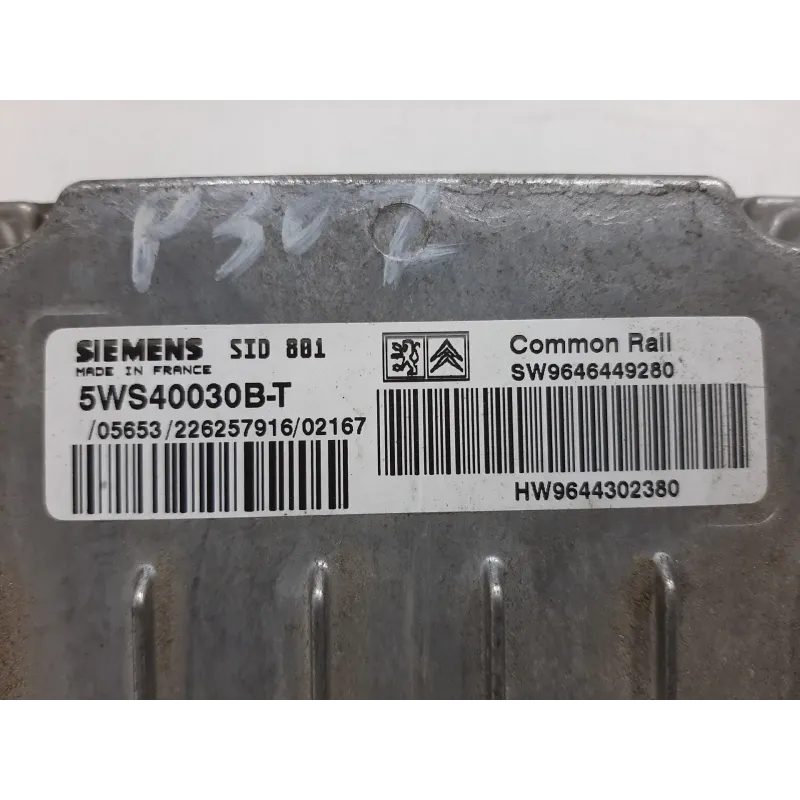 P307
SIEMENS SID 801
MADE IN FRANCE
5WS40030B-T
/05653/226257916/02167
Common Rail
SW9646449280
HW9644302380